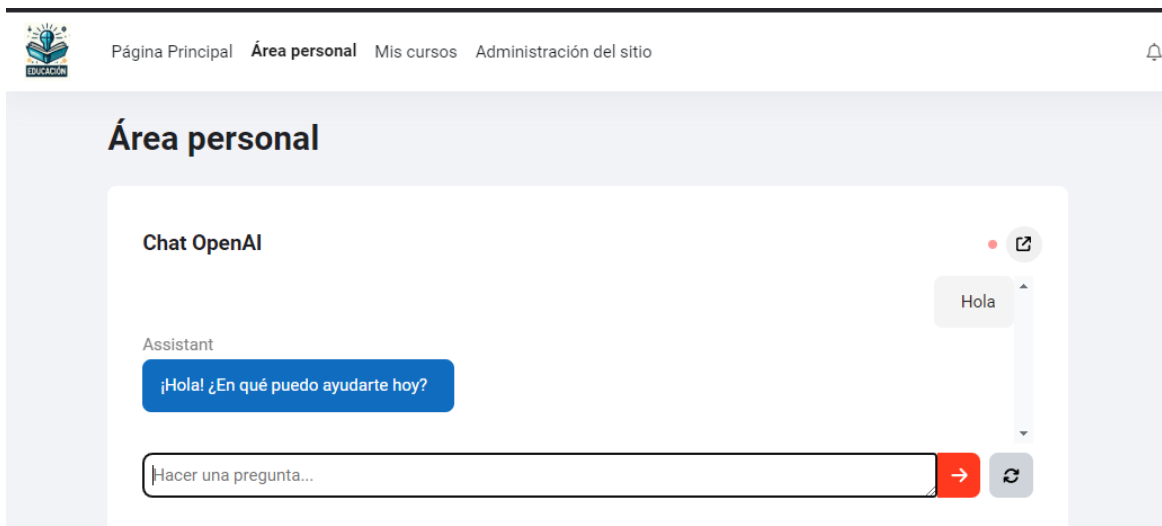 EDUCACIÓN
Página Principal Área personal Mis cursos Administración del sitio
Área personal
Chat OpenAI
Hola
Assistant
¡Hola! ¿En qué puedo ayudarte hoy?
Hacer una pregunta...